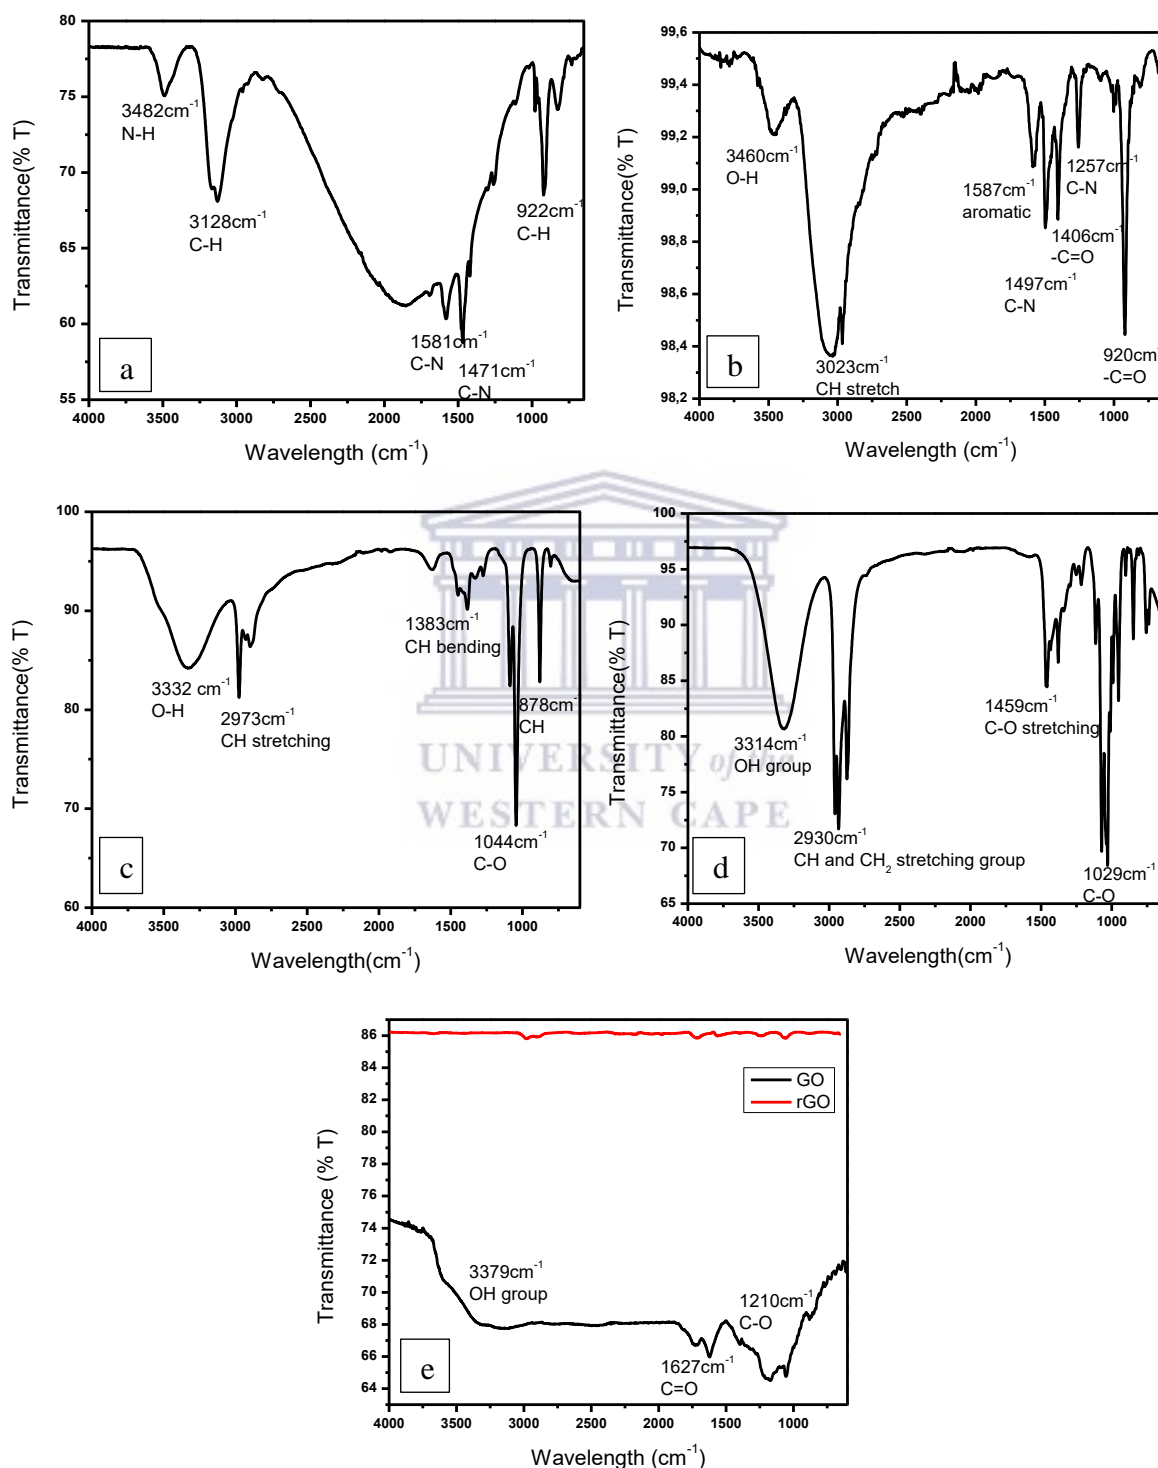 80
75
70
65
60
55
4000 3500 3000 2500 2000 1500 1000
Transmittance(% T)
Wavelength (cm-1)
3482cm-1
N-H
3128cm-1
C-H
922cm-1
C-H
1581cm-1
C-N
1471cm-1
C-N
a
99,6
99,4
99,2
99,0
98,8
98,6
98,4
98,2
4000 3500 3000 2500 2000 1500 1000
Transmittance(% T)
Wavelength (cm-1)
3460cm-1
O-H
3023cm-1
CH stretch
1587cm-1
aromatic
1257cm-1
C-N
1406cm-1
-C=O
1497cm-1
C-N
920cm-
-C=O
b
100
90
80
70
60
4000 3500 3000 2500 2000 1500 1000
Transmittance(% T)
Wavelength(cm-1)
3332 cm-1
O-H
2973cm-1
CH stretching
1383cm-1
CH bending
878cm-
CH
1044cm-1
C-O
c
100
95
90
85
80
75
70
65
4000 3500 3000 2500 2000 1500 1000
Transmittance(% T)
Wavelength(cm-1)
3314cm-1
OH group
2930cm-1
CH and CH2 stretching group
1459cm-1
C-O stretching
1029cm-1
C-O
d
UNIVERSITY of the
WESTERN CAPE
86
84
82
80
78
76
74
72
70
68
66
64
4000 3500 3000 2500 2000 1500 1000
Transmittance (% T)
Wavelength (cm-1)
GO
rGO
3379cm-1
OH group
1210cm-1
C-O
1627cm-1
C=O
e